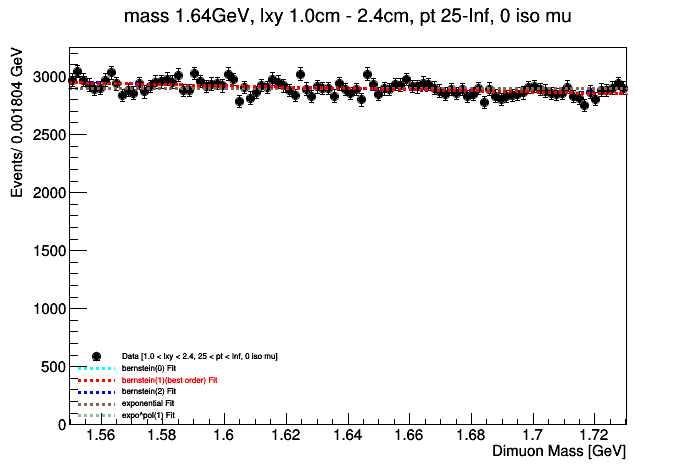 mass 1.64GeV, lxy 1.0cm - 2.4cm, pt 25-Inf, 0 iso mu
Events/ 0.001804 GeV
3000
2500
2000
1500
1000
500
0
Data [1.0 < lxy < 2.4, 25 < pt < Inf, 0 iso mu]
bernstein(0) Fit
bernstein(1)(best order) Fit
bernstein(2) Fit
exponential Fit
expo^pol(1) Fit
1.56 1.58 1.6 1.62 1.64 1.66 1.68 1.7 1.72
Dimuon Mass [GeV]